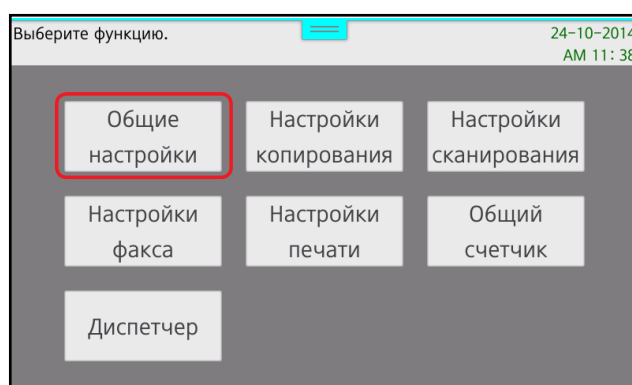 Выберите функцию.
24-10-2014
AM 11: 38
Общие
настройки
Настройки
копирования
Настройки
сканирования
Настройки
факса
Настройки
печати
Общий
счетчик
Диспетчер